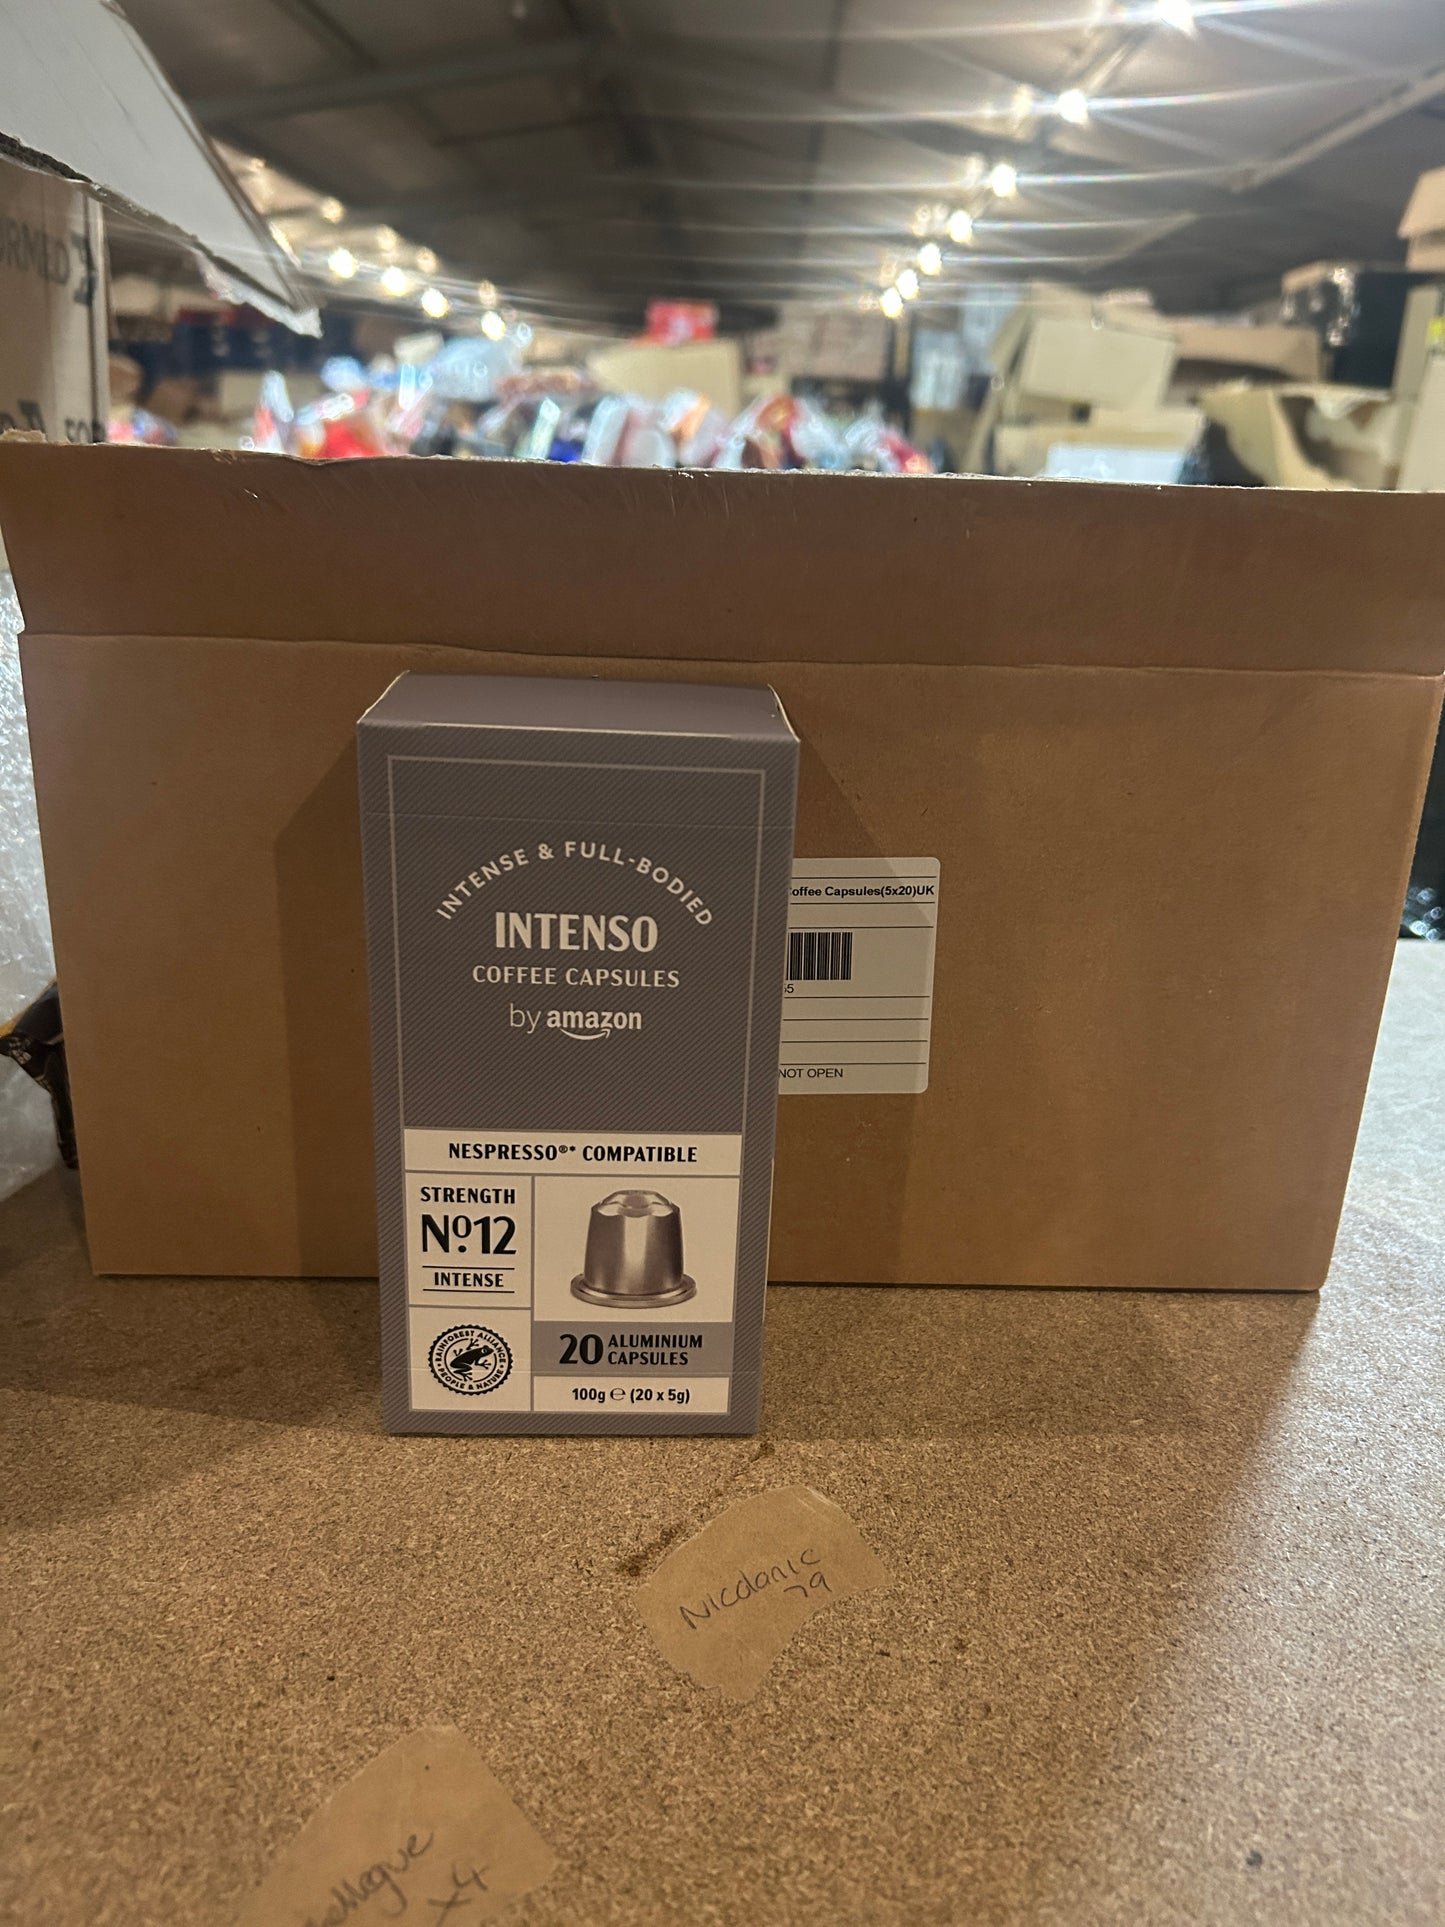 INTENSE & FULL-BODIED
INTENSO
COFFEE CAPSULES
by amazon
NESPRESSO®* COMPATIBLE
STRENGTH
Nº12
INTENSE
RAINFOREST ALLIANCE
PEOPLE & NATURE
20 ALUMINIUM
CAPSULES
100g ℮ (20 x 5g)
Coffee Capsules(5x20)UK
NOT OPEN
79
x4